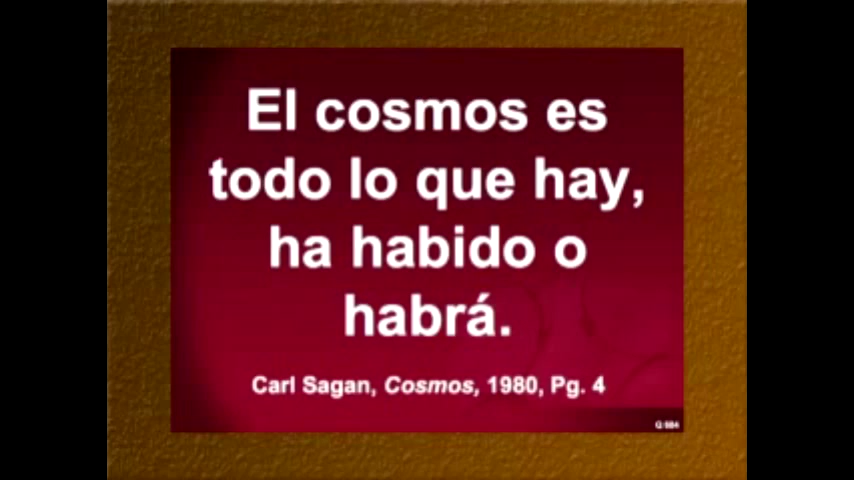 El cosmos es
todo lo que hay,
ha habido o
habrá.
Carl Sagan, Cosmos, 1980, Pg. 4